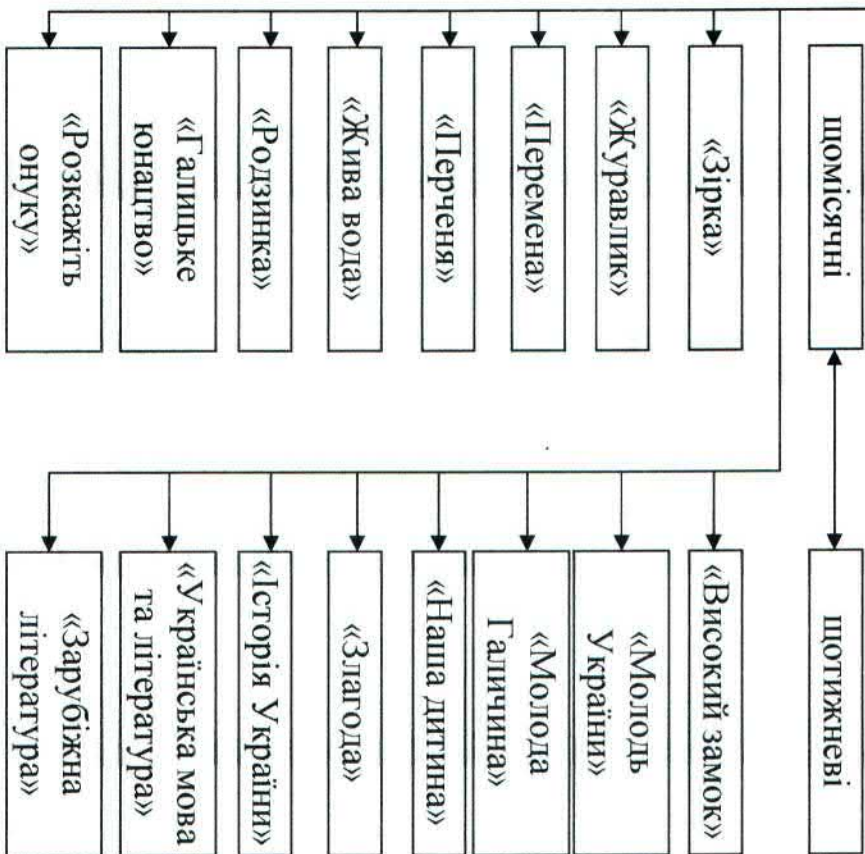 щомісячні
«Зірка»
«Журавлик»
«Перемена»
«Перченя»
«Жива вода»
«Родзинка»
«Галицьке
юнацтво»
«Розкажіть
онуку»
щотижневі
«Високий замок»
«Молодь
України»
«Молода
Галичина»
«Наша дитина»
«Злагода»
«Історія України»
«Українська мова
та література»
«Зарубіжна
література»